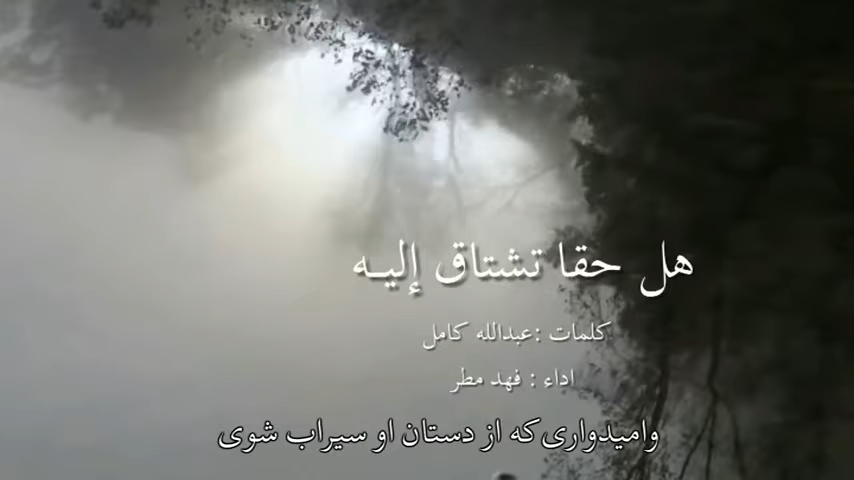 هل حقا تشتاق إليـه
كلمات :عبدالله كامل
اداء : فهد مطر
وامیدواری که از دستان او سیراب شوی